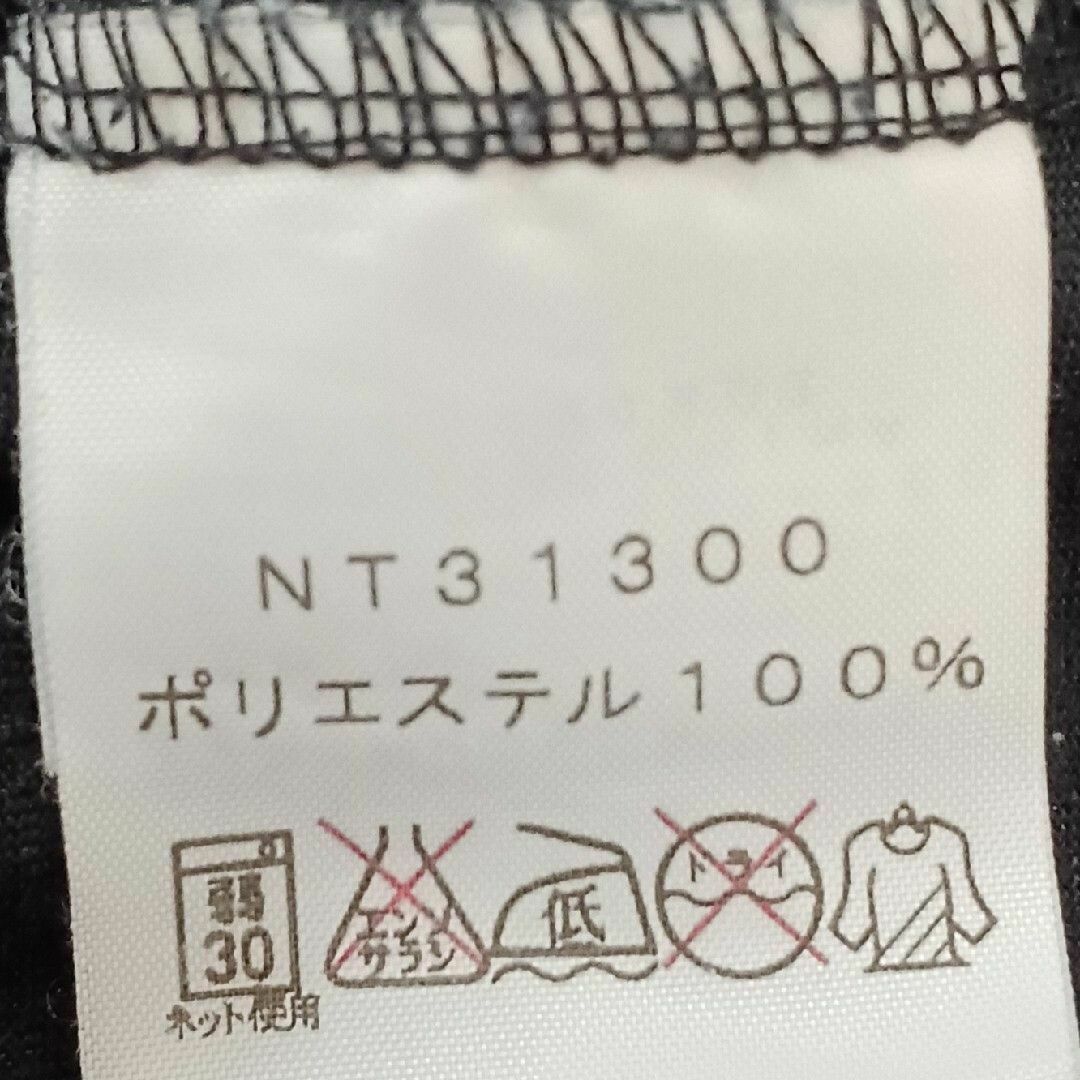 NT31300
ポリエステル100%
弱
30
ネット使用
エンソ
サラシ
低
ドライ